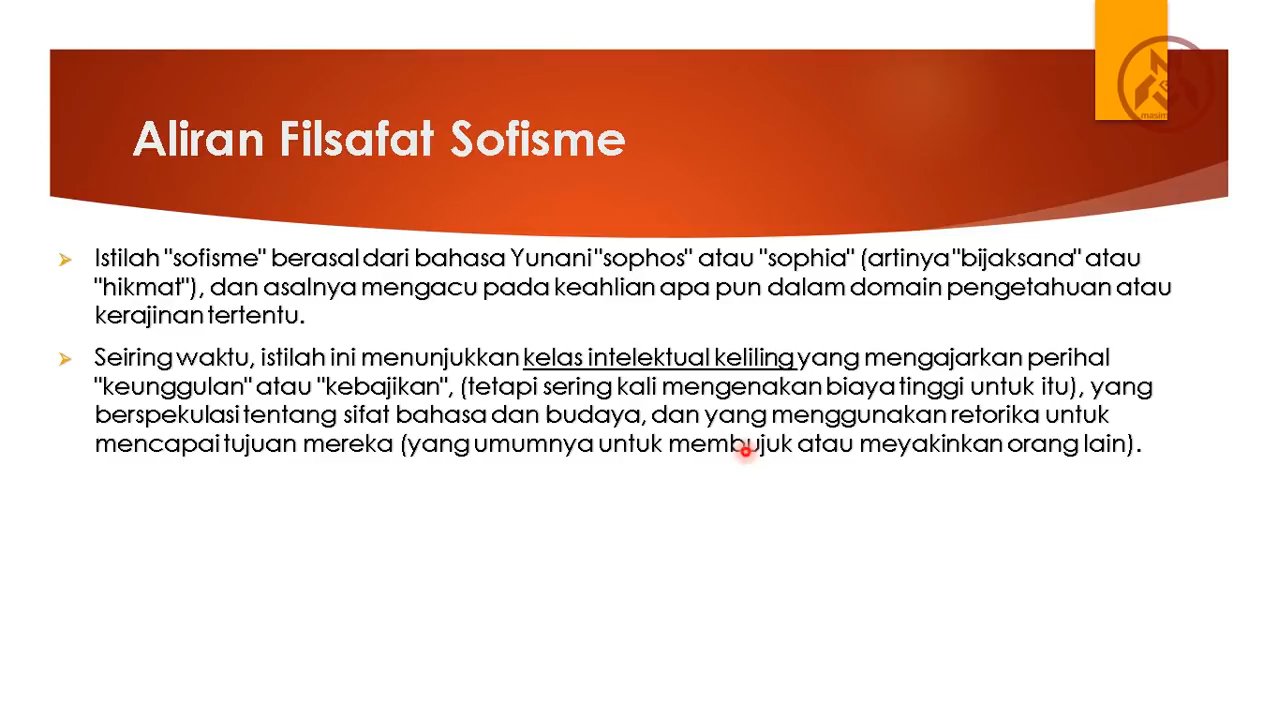 Aliran Filsafat Sofisme
masim
Istilah "sofisme" berasal dari bahasa Yunani "sophos" atau "sophia" (artinya "bijaksana" atau
"hikmat"), dan asalnya mengacu pada keahlian apa pun dalam domain pengetahuan atau
kerajinan tertentu.
Seiring waktu, istilah ini menunjukkan kelas intelektual keliling yang mengajarkan perihal
"keunggulan" atau "kebajikan", (tetapi sering kali mengenakan biaya tinggi untuk itu), yang
berspekulasi tentang sifat bahasa dan budaya, dan yang menggunakan retorika untuk
mencapai tujuan mereka (yang umumnya untuk membujuk atau meyakinkan orang lain).